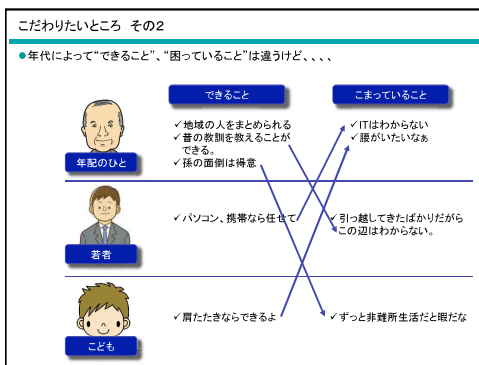 こだわりたいところ その２
●年代によって“できること”、“困っていること”は違うけど、、、、
できること
こまっていること
✓地域の人をまとめられる
✓昔の教訓を教えることが
できる。
✓孫の面倒は得意
✓ITはわからない
✓腰がいたいなぁ
年配のひと
✓パソコン、携帯なら任せて
✓引っ越してきたばかりだがら
この辺はわからない。
若者
✓肩たたきならできるよ
✓ずっと非難所生活だと暇だな
こども